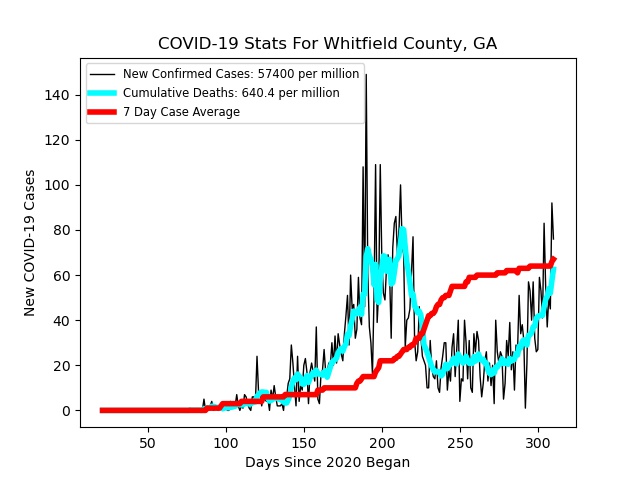 COVID-19 Stats For Whitfield County, GA
New Confirmed Cases: 57400 per million
Cumulative Deaths: 640.4 per million
7 Day Case Average
New COVID-19 Cases
140
120
100
80
60
40
20
0
50 100 150 200 250 300
Days Since 2020 Began